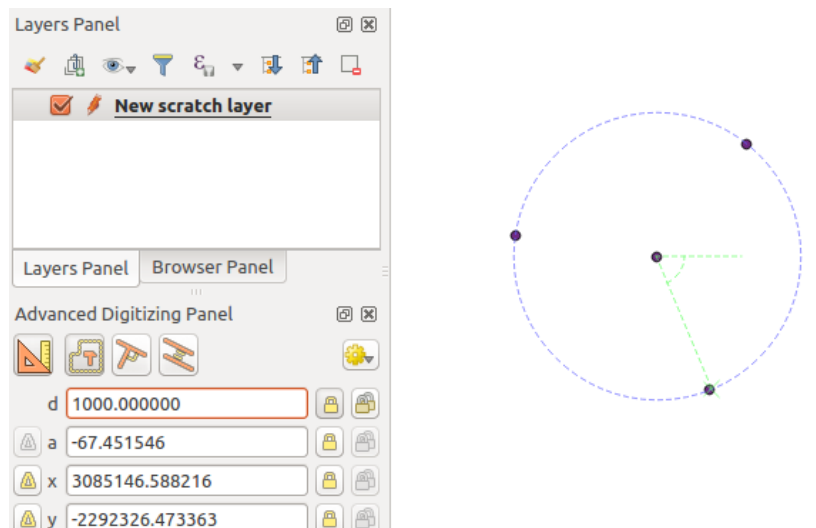 Layers Panel
New scratch layer
Layers Panel Browser Panel
Advanced Digitizing Panel
d 1000.000000
a -67.451546
x 3085146.588216
y -2292326.473363